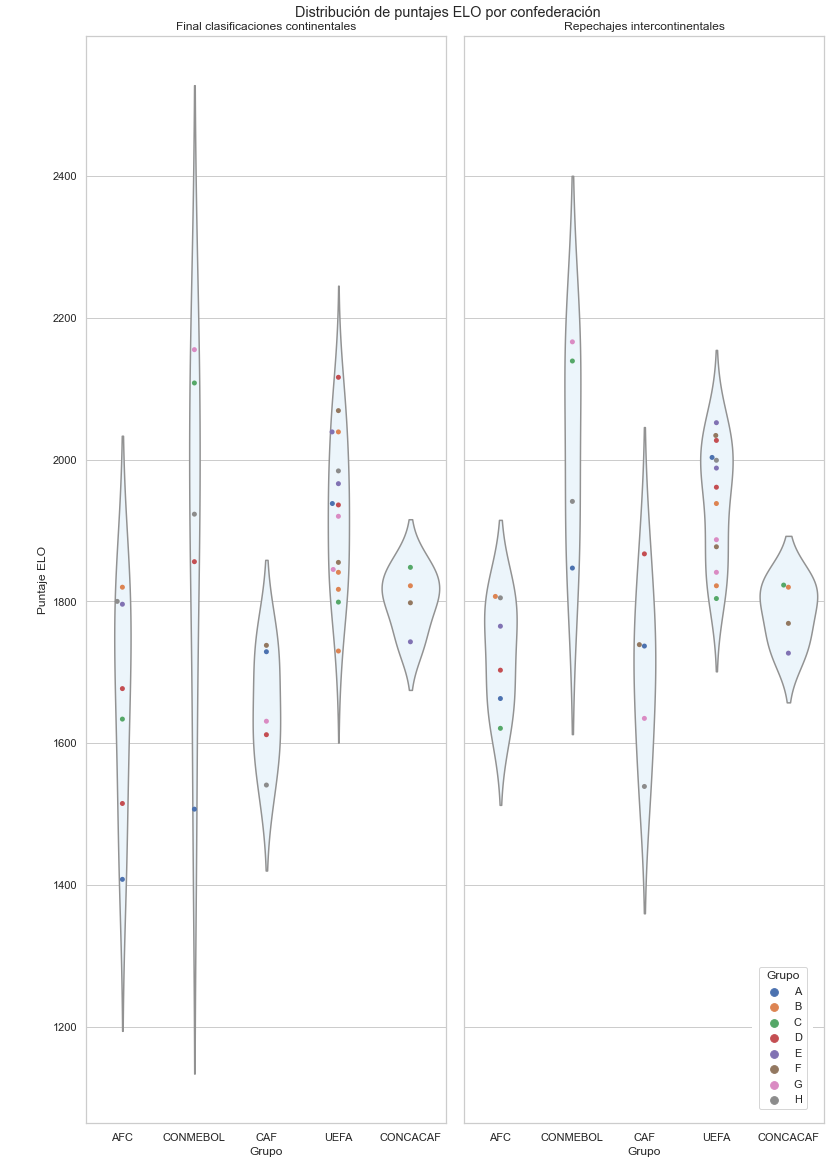 Distribución de puntajes ELO por confederación
Final clasificaciones continentales
Repechajes intercontinentales
Puntaje ELO
2400
2200
2000
1800
1600
1400
1200
AFC CONMEBOL CAF UEFA CONCACAF
Grupo
AFC CONMEBOL CAF UEFA CONCACAF
Grupo
Grupo
A
B
C
D
E
F
G
H